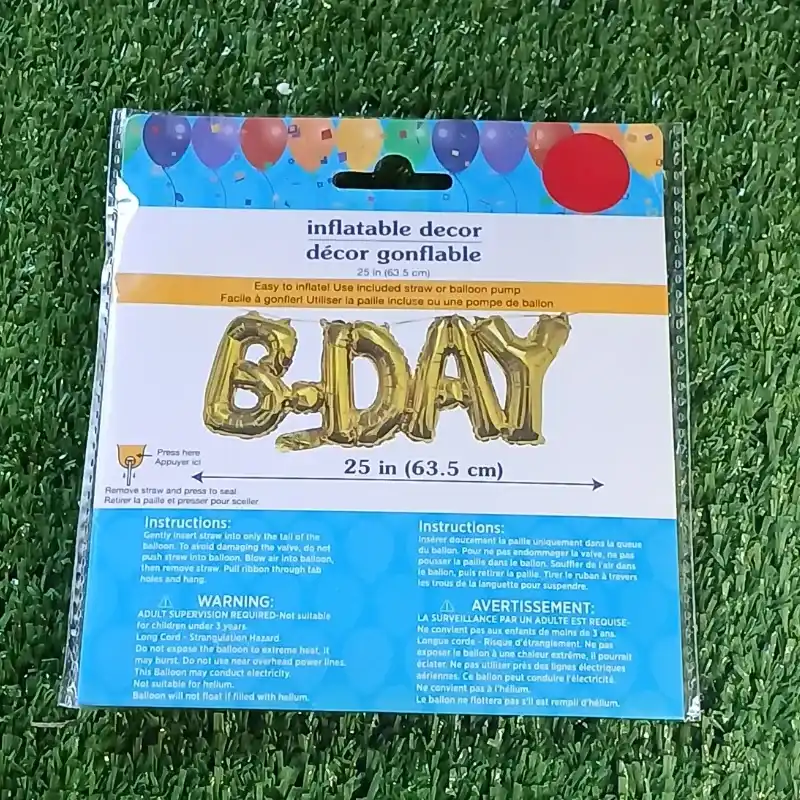 inflatable decor
décor gonflable
25 in (63.5 cm)
Easy to inflate! Use included straw or balloon pump
Facile à gonfler! Utiliser la paille incluse ou une pompe de ballon
B-DAY
25 in (63.5 cm)
Press here
Appuyer ici
Remove straw and press to seal
Retirer la paille et presser pour sceller
Instructions:
Gently insert straw into only the tail of the
balloon. To avoid damaging the valve, do not
push straw into balloon. Blow air into balloon,
then remove straw. Pull ribbon through tab
holes and hang.
WARNING:
ADULT SUPERVISION REQUIRED-Not suitable
for children under 3 years.
Long Cord - Strangulation Hazard.
Do not expose the balloon to extreme heat, it
may burst. Do not use near overhead power lines.
This Balloon may conduct electricity.
Not suitable for helium.
Balloon will not float if filled with helium.
Instructions:
Insérer doucement la paille uniquement dans la queue
du ballon. Pour ne pas endommager la valve, ne pas
pousser la paille dans le ballon. Souffler de l'air dans
le ballon, puis retirer la paille. Tirer le ruban à travers
les trous de la languette pour suspendre.
AVERTISSEMENT:
LA SURVEILLANCE PAR UN ADULTE EST REQUISE-
Ne convient pas aux enfants de moins de 3 ans.
Longue corde - Risque d'étranglement. Ne pas
exposer le ballon à une chaleur extrême, il pourrait
éclater. Ne pas utiliser près des lignes électriques
aériennes. Ce ballon peut conduire l'électricité.
Ne convient pas à l'hélium.
Le ballon ne flottera pas s'il est rempli d'hélium.